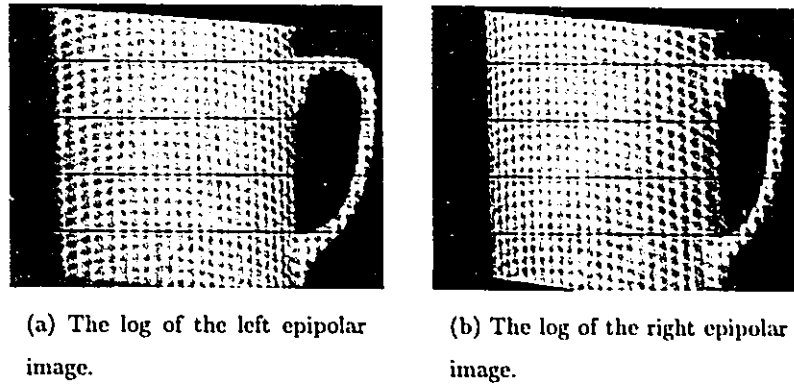 (a) The log of the left epipolar
image.
(b) The log of the right epipolar
image.